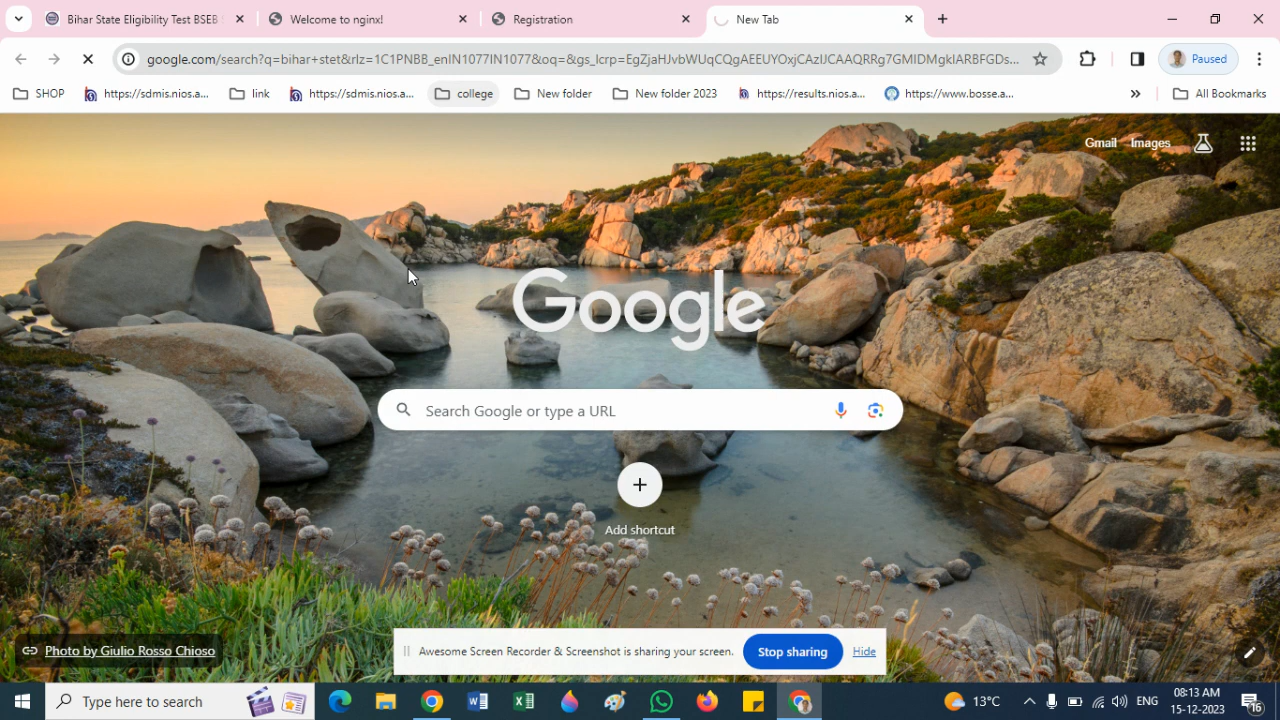 Bihar State Eligibility Test BSEB
Welcome to nginx!
Registration
New Tab
google.com/search?q=bihar+stet&rlz=1C1PNBB_enIN1077IN1077&oq=&gs_lcrp=EgZjaHJvbWUqCQgAEEUYOxjCAzIJCAAQRRg7GMIDMgkIARBFGDs...
Paused
SHOP
https://sdmis.nios.a...
link
https://sdmis.nios.a...
college
New folder
New folder 2023
https://results.nios.a...
https://www.bosse.a...
All Bookmarks
Gmail
Images
Google
Search Google or type a URL
Add shortcut
Photo by Giulio Rosso Chioso
Awesome Screen Recorder & Screenshot is sharing your screen.
Stop sharing
Hide
Type here to search
13°C
ENG
08:13 AM
15-12-2023
16